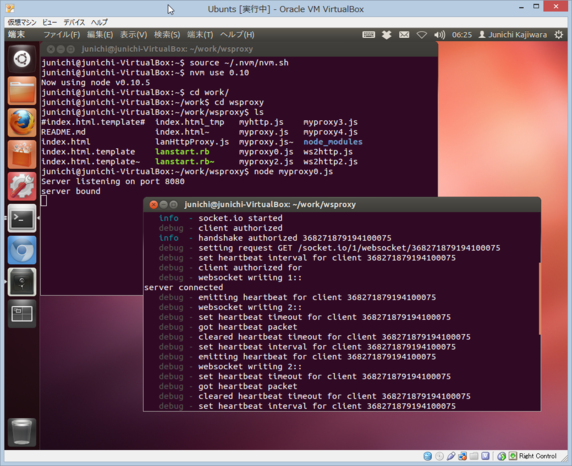 Ubunts [実行中] - Oracle VM VirtualBox
仮想マシン ビュー デバイス ヘルプ
端末 ファイル(F) 編集(E) 表示(V) 検索(S) 端末(T) ヘルプ(H) 06:25 Junichi Kajiwara
junichi@junichi-VirtualBox: ~/work/wsproxy
junichi@junichi-VirtualBox:~$ source ~/.nvm/nvm.sh
junichi@junichi-VirtualBox:~$ nvm use 0.10
Now using node v0.10.5
junichi@junichi-VirtualBox:~$ cd work/
junichi@junichi-VirtualBox:~/work$ cd wsproxy
junichi@junichi-VirtualBox:~/work/wsproxy$ ls
#index.html.template# index.html_tmp myhttp.js myproxy3.js
README.md index.html~ myproxy.js myproxy4.js
index.html lanHttpProxy.js myproxy.js~ node_modules
index.html.template lanstart.rb myproxy0.js ws2http.js
index.html.template~ lanstart.rb~ myproxy2.js ws2http2.js
junichi@junichi-VirtualBox:~/work/wsproxy$ node myproxy0.js
Server listening on port 8080
server bound
junichi@junichi-VirtualBox: ~/work/wsproxy
info - socket.io started
debug - client authorized
info - handshake authorized 368271879194100075
debug - setting request GET /socket.io/1/websocket/368271879194100075
debug - set heartbeat interval for client 368271879194100075
debug - client authorized for
debug - websocket writing 1::
server connected
debug - emitting heartbeat for client 368271879194100075
debug - websocket writing 2::
debug - set heartbeat timeout for client 368271879194100075
debug - got heartbeat packet
debug - cleared heartbeat timeout for client 368271879194100075
debug - set heartbeat interval for client 368271879194100075
debug - emitting heartbeat for client 368271879194100075
debug - websocket writing 2::
debug - set heartbeat timeout for client 368271879194100075
debug - got heartbeat packet
debug - cleared heartbeat timeout for client 368271879194100075
debug - set heartbeat interval for client 368271879194100075
Right Control